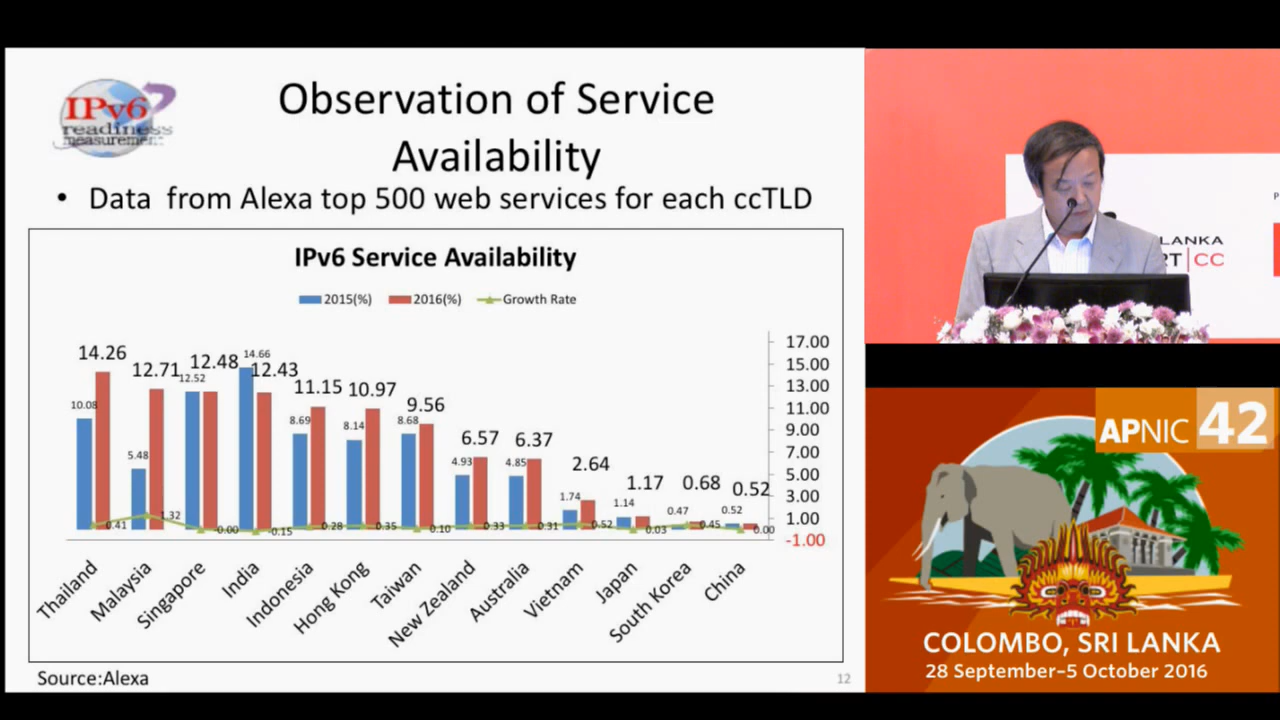 IPv6
readiness
measurement
Observation of Service
Availability
• Data from Alexa top 500 web services for each ccTLD
IPv6 Service Availability
2015(%) 2016(%) Growth Rate
14.26 12.71 12.48 12.43 11.15 10.97 9.56 6.57 6.37 2.64 1.17 0.68 0.52
10.08 5.48 12.52 14.66 8.69 8.14 8.68 4.93 4.85 1.74 1.14 0.47 0.52
0.41 1.32 -0.00 -0.15 0.28 0.35 0.10 0.33 0.31 0.52 0.03 0.45 0.00
17.00
15.00
13.00
11.00
9.00
7.00
5.00
3.00
1.00
-1.00
Thailand Malaysia Singapore India Indonesia Hong Kong Taiwan New Zealand Australia Vietnam Japan South Korea China
Source:Alexa
12
P
LANKA
RT|CC
APNIC 42
COLOMBO, SRI LANKA
28 September–5 October 2016